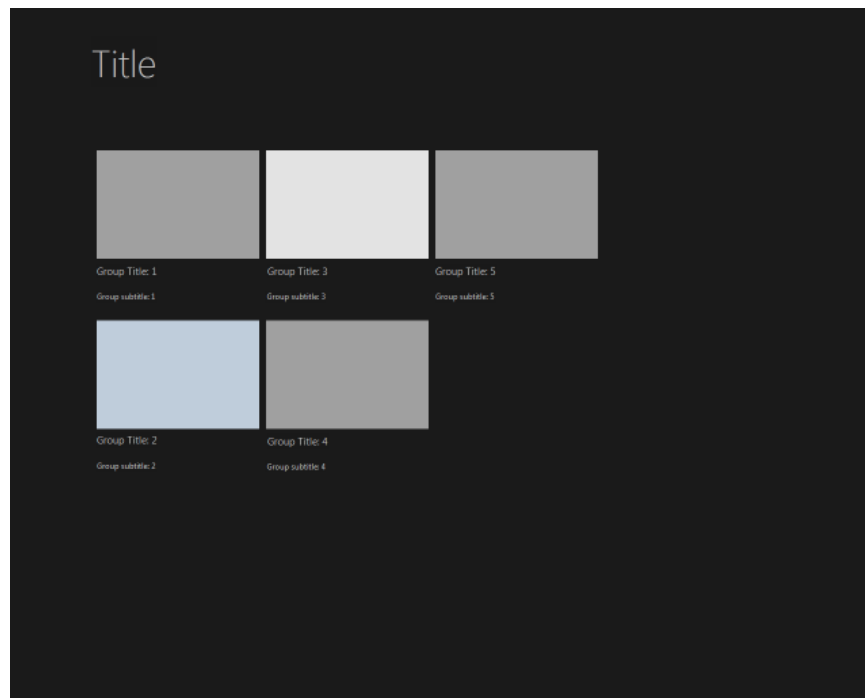 Title
Group Title: 1
Group subtitle: 1
Group Title: 3
Group subtitle: 3
Group Title: 5
Group subtitle: 5
Group Title: 2
Group subtitle: 2
Group Title: 4
Group subtitle: 4